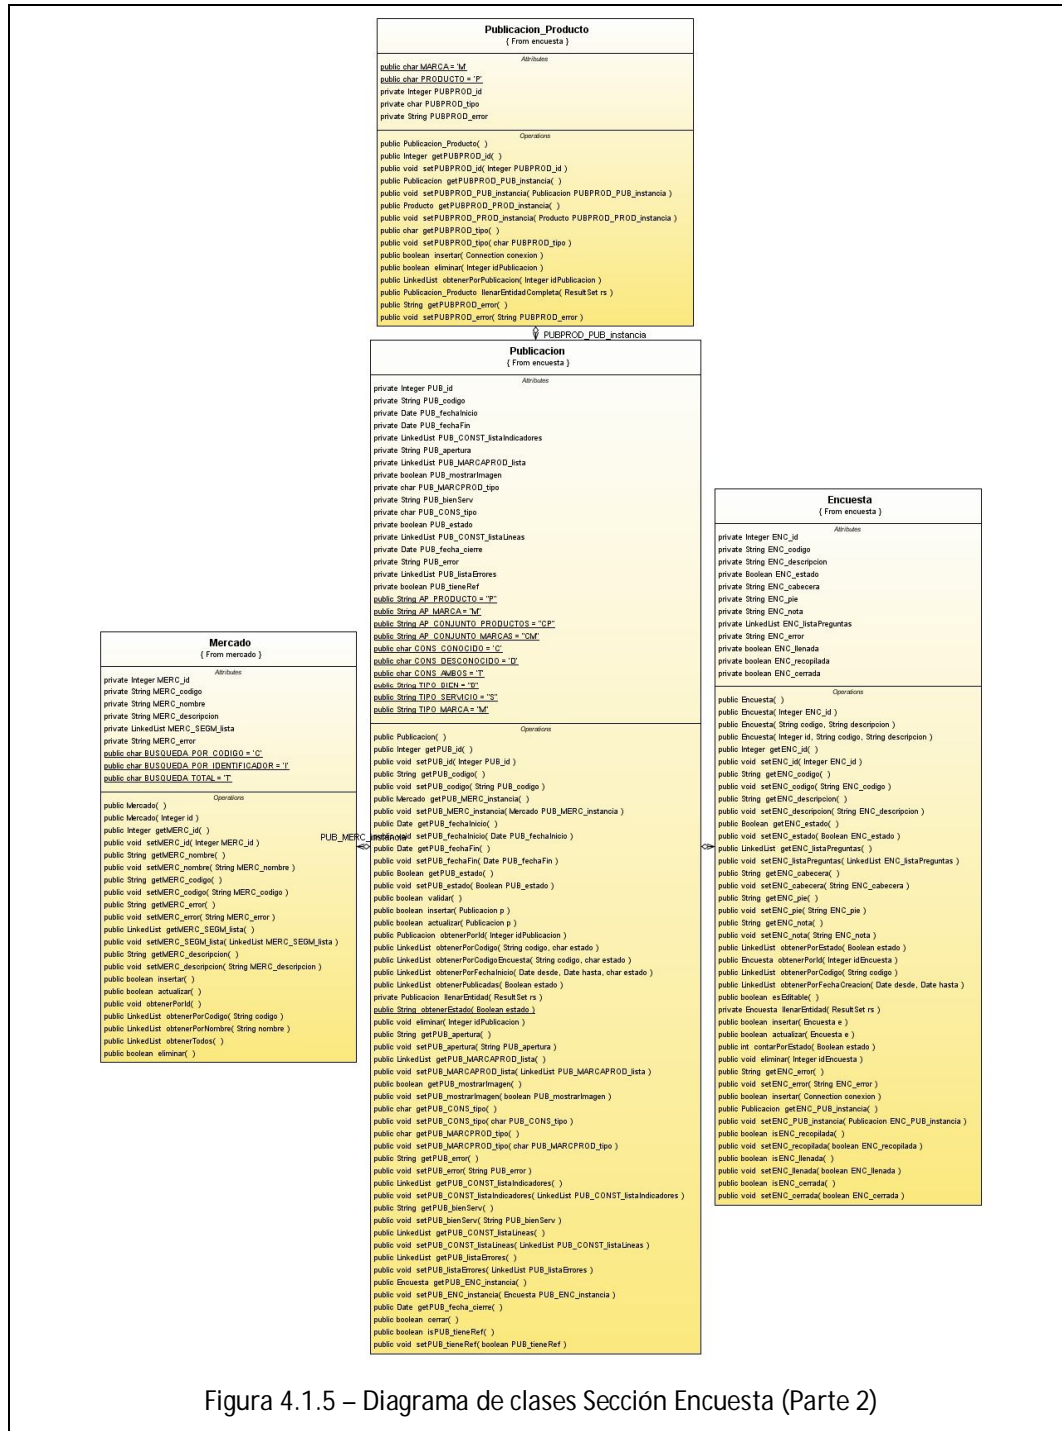 Publicacion_Producto
{ From encuesta }
Attributes
public char MARCA = 'M'
public char PRODUCTO = 'P'
private Integer PUBPROD_id
private char PUBPROD_tipo
private String PUBPROD_error
Operations
public Publicacion_Producto( )
public Integer getPUBPROD_id( )
public void setPUBPROD_id( Integer PUBPROD_id )
public Publicacion getPUBPROD_PUB_instancia( )
public void setPUBPROD_PUB_instancia( Publicacion PUBPROD_PUB_instancia )
public Producto getPUBPROD_PROD_instancia( )
public void setPUBPROD_PROD_instancia( Producto PUBPROD_PROD_instancia )
public char getPUBPROD_tipo( )
public void setPUBPROD_tipo( char PUBPROD_tipo )
public boolean insertar( Connection conexion )
public boolean eliminar( Integer idPublicacion )
public LinkedList obtenerPorPublicacion( Integer idPublicacion )
public Publicacion_Producto llenarEntidadCompleta( ResultSet rs )
public String getPUBPROD_error( )
public void setPUBPROD_error( String PUBPROD_error )
PUBPROD_PUB_instancia
Publicacion
{ From encuesta }
Attributes
private Integer PUB_id
private String PUB_codigo
private Date PUB_fechaInicio
private Date PUB_fechaFin
private LinkedList PUB_CONST_listaIndicadores
private String PUB_apertura
private LinkedList PUB_MARCAPROD_lista
private boolean PUB_mostrarImagen
private char PUB_MARCPROD_tipo
private String PUB_bienServ
private char PUB_CONS_tipo
private boolean PUB_estado
private LinkedList PUB_CONST_listaLineas
private Date PUB_fecha_cierre
private String PUB_error
private LinkedList PUB_listaErrores
private boolean PUB_tieneRef
public String AP_PRODUCTO = "P"
public String AP_MARCA = "M"
public String AP_CONJUNTO_PRODUCTOS = "CP"
public String AP_CONJUNTO_MARCAS = "CM"
public char CONS_CONOCIDO = 'C'
public char CONS_DESCONOCIDO = 'D'
public char CONS_AMBOS = 'T'
public String TIPO_BIEN = "B"
public String TIPO_SERVICIO = "S"
public String TIPO_MARCA = "M"
Operations
public Publicacion( )
public Integer getPUB_id( )
public void setPUB_id( Integer PUB_id )
public String getPUB_codigo( )
public void setPUB_codigo( String PUB_codigo )
public Mercado getPUB_MERC_instancia( )
public void setPUB_MERC_instancia( Mercado PUB_MERC_instancia )
public Date getPUB_fechaInicio( )
public void setPUB_fechaInicio( Date PUB_fechaInicio )
public Date getPUB_fechaFin( )
public void setPUB_fechaFin( Date PUB_fechaFin )
public Boolean getPUB_estado( )
public void setPUB_estado( Boolean PUB_estado )
public boolean validar( )
public boolean insertar( Publicacion p )
public boolean actualizar( Publicacion p )
public Publicacion obtenerPorId( Integer idPublicacion )
public LinkedList obtenerPorCodigo( String codigo, char estado )
public LinkedList obtenerPorCodigoEncuesta( String codigo, char estado )
public LinkedList obtenerPorFechaInicio( Date desde, Date hasta, char estado )
public LinkedList obtenerPublicadas( Boolean estado )
private Publicacion llenarEntidad( ResultSet rs )
public String obtenerEstado( Boolean estado )
public void eliminar( Integer idPublicacion )
public String getPUB_apertura( )
public void setPUB_apertura( String PUB_apertura )
public LinkedList getPUB_MARCAPROD_lista( )
public void setPUB_MARCAPROD_lista( LinkedList PUB_MARCAPROD_lista )
public boolean getPUB_mostrarImagen( )
public void setPUB_mostrarImagen( boolean PUB_mostrarImagen )
public char getPUB_CONS_tipo( )
public void setPUB_CONS_tipo( char PUB_CONS_tipo )
public char getPUB_MARCPROD_tipo( )
public void setPUB_MARCPROD_tipo( char PUB_MARCPROD_tipo )
public String getPUB_error( )
public void setPUB_error( String PUB_error )
public LinkedList getPUB_CONST_listaIndicadores( )
public void setPUB_CONST_listaIndicadores( LinkedList PUB_CONST_listaIndicadores )
public String getPUB_bienServ( )
public void setPUB_bienServ( String PUB_bienServ )
public LinkedList getPUB_CONST_listaLineas( )
public void setPUB_CONST_listaLineas( LinkedList PUB_CONST_listaLineas )
public LinkedList getPUB_listaErrores( )
public void setPUB_listaErrores( LinkedList PUB_listaErrores )
public Encuesta getPUB_ENC_instancia( )
public void setPUB_ENC_instancia( Encuesta PUB_ENC_instancia )
public Date getPUB_fecha_cierre( )
public boolean cerrar( )
public boolean isPUB_tieneRef( )
public void setPUB_tieneRef( boolean PUB_tieneRef )
Mercado
{ From mercado }
Attributes
private Integer MERC_id
private String MERC_codigo
private String MERC_nombre
private String MERC_descripcion
private LinkedList MERC_SEGM_lista
private String MERC_error
public char BUSQUEDA_POR_CODIGO = 'C'
public char BUSQUEDA_POR_IDENTIFICADOR = 'I'
public char BUSQUEDA_TOTAL = 'T'
Operations
public Mercado( )
public Mercado( Integer id )
public Integer getMERC_id( )
public void setMERC_id( Integer MERC_id )
public String getMERC_nombre( )
public void setMERC_nombre( String MERC_nombre )
public String getMERC_codigo( )
public void setMERC_codigo( String MERC_codigo )
public String getMERC_error( )
public void setMERC_error( String MERC_error )
public LinkedList getMERC_SEGM_lista( )
public void setMERC_SEGM_lista( LinkedList MERC_SEGM_lista )
public String getMERC_descripcion( )
public void setMERC_descripcion( String MERC_descripcion )
public boolean insertar( )
public boolean actualizar( )
public void obtenerPorId( )
public LinkedList obtenerPorCodigo( String codigo )
public LinkedList obtenerPorNombre( String nombre )
public LinkedList obtenerTodos( )
public boolean eliminar( )
PUB_MERC_instancia
Encuesta
{ From encuesta }
Attributes
private Integer ENC_id
private String ENC_codigo
private String ENC_descripcion
private Boolean ENC_estado
private String ENC_cabecera
private String ENC_pie
private String ENC_nota
private LinkedList ENC_listaPreguntas
private String ENC_error
private boolean ENC_llenada
private boolean ENC_recopilada
private boolean ENC_cerrada
Operations
public Encuesta( )
public Encuesta( Integer ENC_id )
public Encuesta( String codigo, String descripcion )
public Encuesta( Integer id, String codigo, String descripcion )
public Integer getENC_id( )
public void setENC_id( Integer ENC_id )
public String getENC_codigo( )
public void setENC_codigo( String ENC_codigo )
public String getENC_descripcion( )
public void setENC_descripcion( String ENC_descripcion )
public Boolean getENC_estado( )
public void setENC_estado( Boolean ENC_estado )
public LinkedList getENC_listaPreguntas( )
public void setENC_listaPreguntas( LinkedList ENC_listaPreguntas )
public String getENC_cabecera( )
public void setENC_cabecera( String ENC_cabecera )
public String getENC_pie( )
public void setENC_pie( String ENC_pie )
public String getENC_nota( )
public void setENC_nota( String ENC_nota )
public LinkedList obtenerPorEstado( Boolean estado )
public Encuesta obtenerPorId( Integer idEncuesta )
public LinkedList obtenerPorCodigo( String codigo )
public LinkedList obtenerPorFechaCreacion( Date desde, Date hasta )
public boolean esEditable( )
private Encuesta llenarEntidad( ResultSet rs )
public boolean insertar( Encuesta e )
public boolean actualizar( Encuesta e )
public int contarPorEstado( Boolean estado )
public void eliminar( Integer idEncuesta )
public String getENC_error( )
public void setENC_error( String ENC_error )
public boolean insertar( Connection conexion )
public Publicacion getENC_PUB_instancia( )
public void setENC_PUB_instancia( Publicacion ENC_PUB_instancia )
public boolean isENC_recopilada( )
public void setENC_recopilada( boolean ENC_recopilada )
public boolean isENC_llenada( )
public void setENC_llenada( boolean ENC_llenada )
public boolean isENC_cerrada( )
public void setENC_cerrada( boolean ENC_cerrada )
Figura 4.1.5 – Diagrama de clases Sección Encuesta (Parte 2)